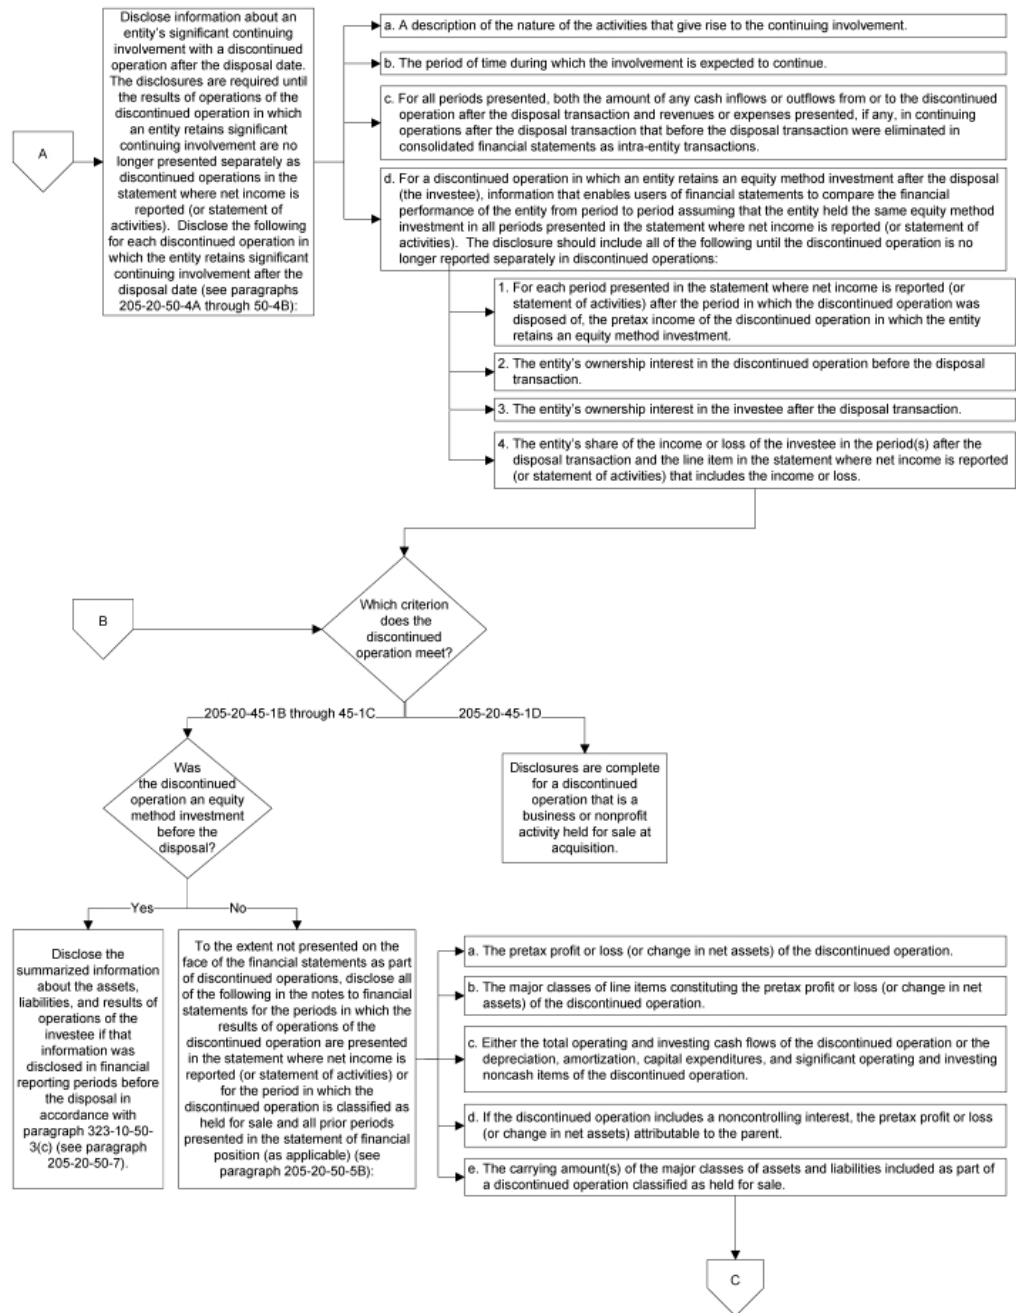 A
Disclose information about an
entity's significant continuing
involvement with a discontinued
operation after the disposal date.
The disclosures are required until
the results of operations of the
discontinued operation in which
an entity retains significant
continuing involvement are no
longer presented separately as
discontinued operations in the
statement where net income is
reported (or statement of
activities). Disclose the following
for each discontinued operation in
which the entity retains significant
continuing involvement after the
disposal date (see paragraphs
205-20-50-4A through 50-4B):
a. A description of the nature of the activities that give rise to the continuing involvement.
b. The period of time during which the involvement is expected to continue.
c. For all periods presented, both the amount of any cash inflows or outflows from or to the discontinued
operation after the disposal transaction and revenues or expenses presented, if any, in continuing
operations after the disposal transaction that before the disposal transaction were eliminated in
consolidated financial statements as intra-entity transactions.
d. For a discontinued operation in which an entity retains an equity method investment after the disposal
(the investee), information that enables users of financial statements to compare the financial
performance of the entity from period to period assuming that the entity held the same equity method
investment in all periods presented in the statement where net income is reported (or statement of
activities). The disclosure should include all of the following until the discontinued operation is no
longer reported separately in discontinued operations:
1. For each period presented in the statement where net income is reported (or
statement of activities) after the period in which the discontinued operation was
disposed of, the pretax income of the discontinued operation in which the entity
retains an equity method investment.
2. The entity's ownership interest in the discontinued operation before the disposal
transaction.
3. The entity's ownership interest in the investee after the disposal transaction.
4. The entity's share of the income or loss of the investee in the period(s) after the
disposal transaction and the line item in the statement where net income is reported
(or statement of activities) that includes the income or loss.
B
Which criterion
does the
discontinued
operation meet?
205-20-45-1B through 45-1C
205-20-45-1D
Was
the discontinued
operation an equity
method investment
before the
disposal?
Disclosures are complete
for a discontinued
operation that is a
business or nonprofit
activity held for sale at
acquisition.
Yes
No
Disclose the
summarized information
about the assets,
liabilities, and results of
operations of the
investee if that
information was
disclosed in financial
reporting periods before
the disposal in
accordance with
paragraph 323-10-50-
3(c) (see paragraph
205-20-50-7).
To the extent not presented on the
face of the financial statements as
part of discontinued operations, disclose all
of the following in the notes to financial
statements for the periods in which the
results of operations of the
discontinued operation are presented
in the statement where net income is
reported (or statement of activities) or
for the period in which the
discontinued operation is classified as
held for sale and all prior periods
presented in the statement of financial
position (as applicable) (see
paragraph 205-20-50-5B):
a. The pretax profit or loss (or change in net assets) of the discontinued operation.
b. The major classes of line items constituting the pretax profit or loss (or change in net
assets) of the discontinued operation.
c. Either the total operating and investing cash flows of the discontinued operation or the
depreciation, amortization, capital expenditures, and significant operating and investing
noncash items of the discontinued operation.
d. If the discontinued operation includes a noncontrolling interest, the pretax profit or loss
(or change in net assets) attributable to the parent.
e. The carrying amount(s) of the major classes of assets and liabilities included as part of
a discontinued operation classified as held for sale.
C